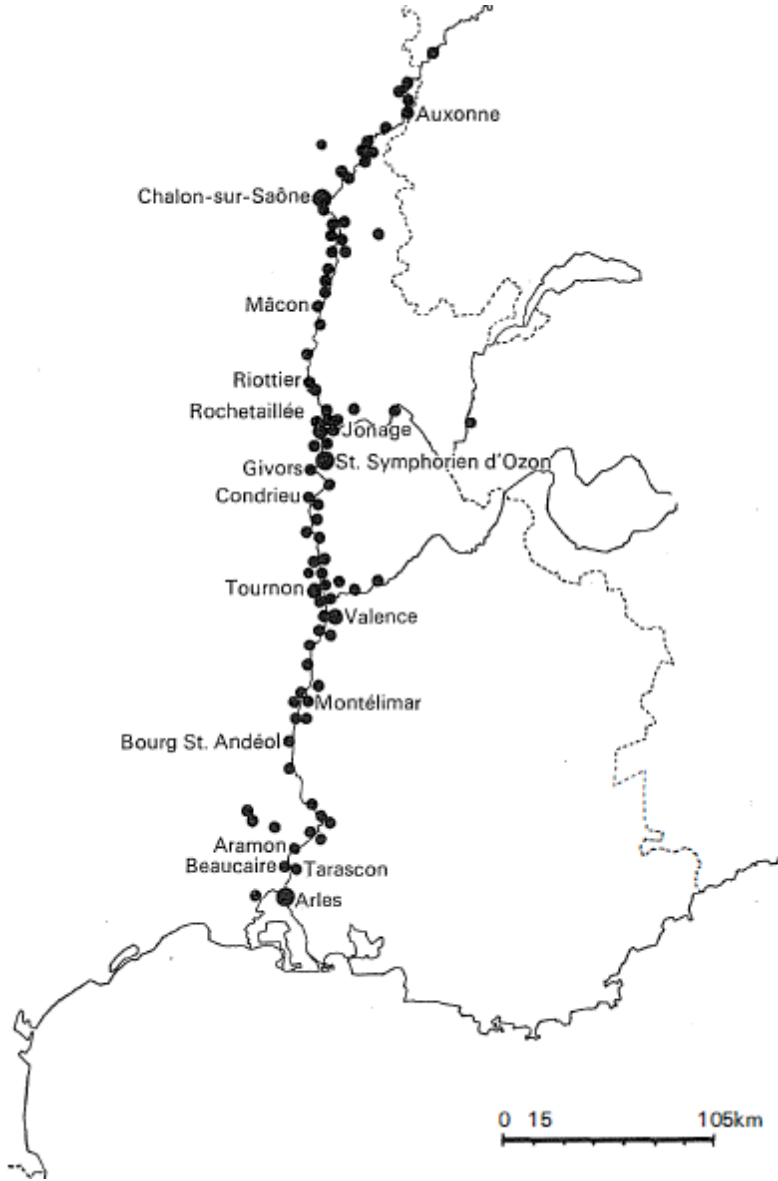 Auxonne
Chalon-sur-Saône
Mâcon
Riottier
Rochetaillée
Jonage
St. Symphorien d'Ozon
Givors
Condrieu
Tournon
Valence
Montélimar
Bourg St. Andéol
Aramon
Beaucaire
Tarascon
Arles
0 15 105km